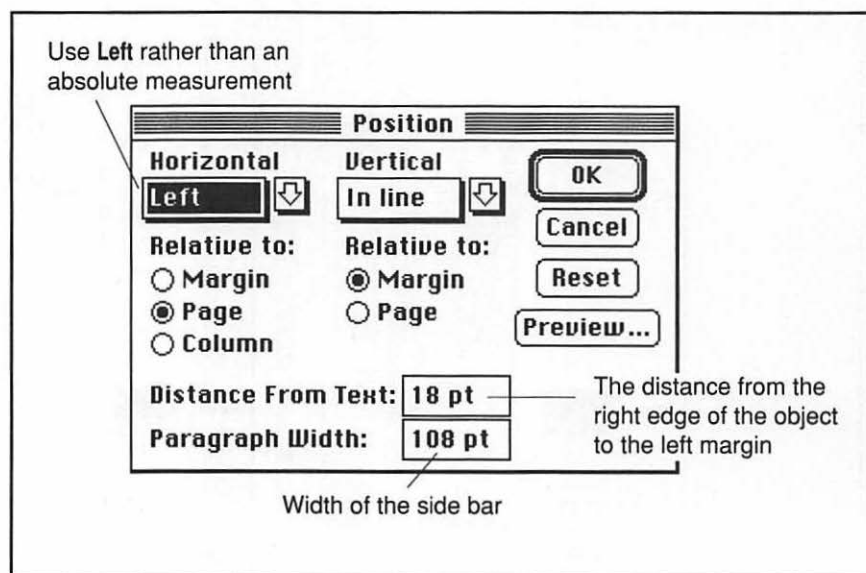 Use Left rather than an
absolute measurement
Position
Horizontal
Left
Relative to:
Margin
Page
Column
Vertical
In line
Relative to:
Margin
Page
OK
Cancel
Reset
Preview...
Distance From Text: 18 pt
Paragraph Width: 108 pt
The distance from the
right edge of the object
to the left margin
Width of the side bar